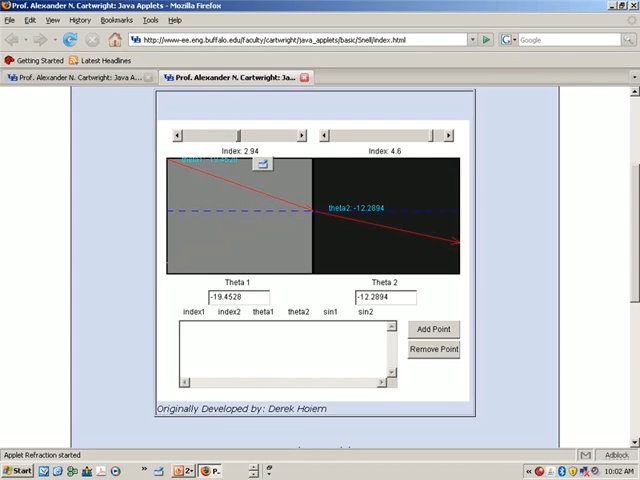 Prof. Alexander N. Cartwright: Java Applets - Mozilla Firefox
File Edit View History Bookmarks Tools Help
http://www-ee.eng.buffalo.edu/faculty/cartwright/java_applets/basic/Snell/index.html
Google
Getting Started Latest Headlines
Prof. Alexander N. Cartwright: Java A...
Prof. Alexander N. Cartwright: Ja...
Index: 2.94 Index: 4.6
theta1:-19.4528
theta2:-12.2894
Theta 1 Theta 2
-19.4528 -12.2894
index1 index2 theta1 theta2 sin1 sin2
Add Point
Remove Point
Originally Developed by: Derek Hoiem
Applet Refraction started Adblock
Start 2 P.. 10:02 AM